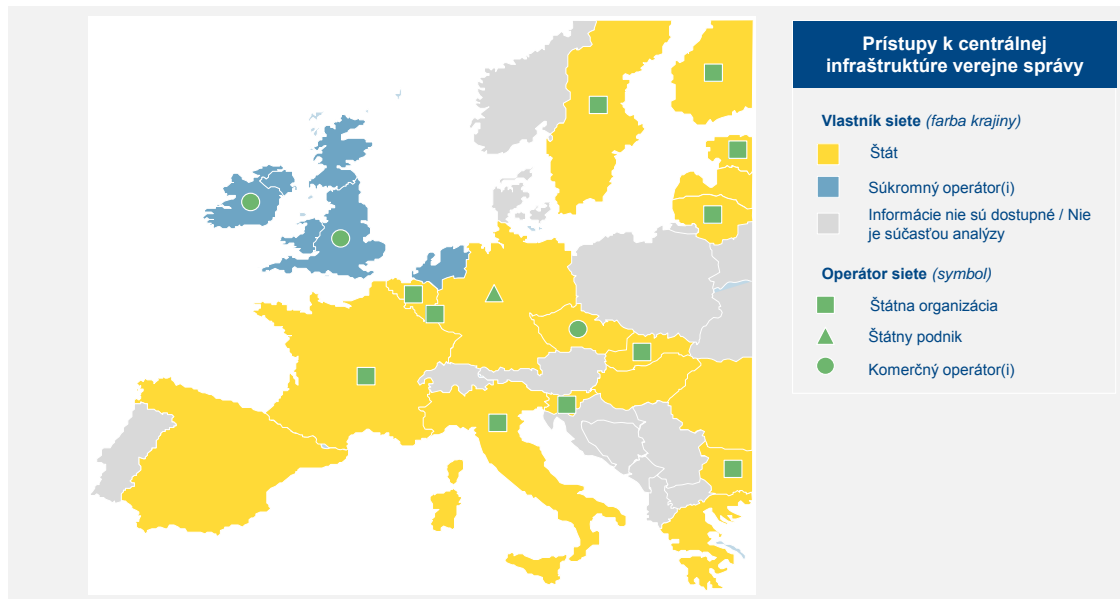 Prístupy k centrálnej
infraštruktúre verejne správy
Vlastník siete (farba krajiny)
Štát
Súkromný operátor(i)
Informácie nie sú dostupné / Nie
je súčasťou analýzy
Operátor siete (symbol)
Štátna organizácia
Štátny podnik
Komerčný operátor(i)